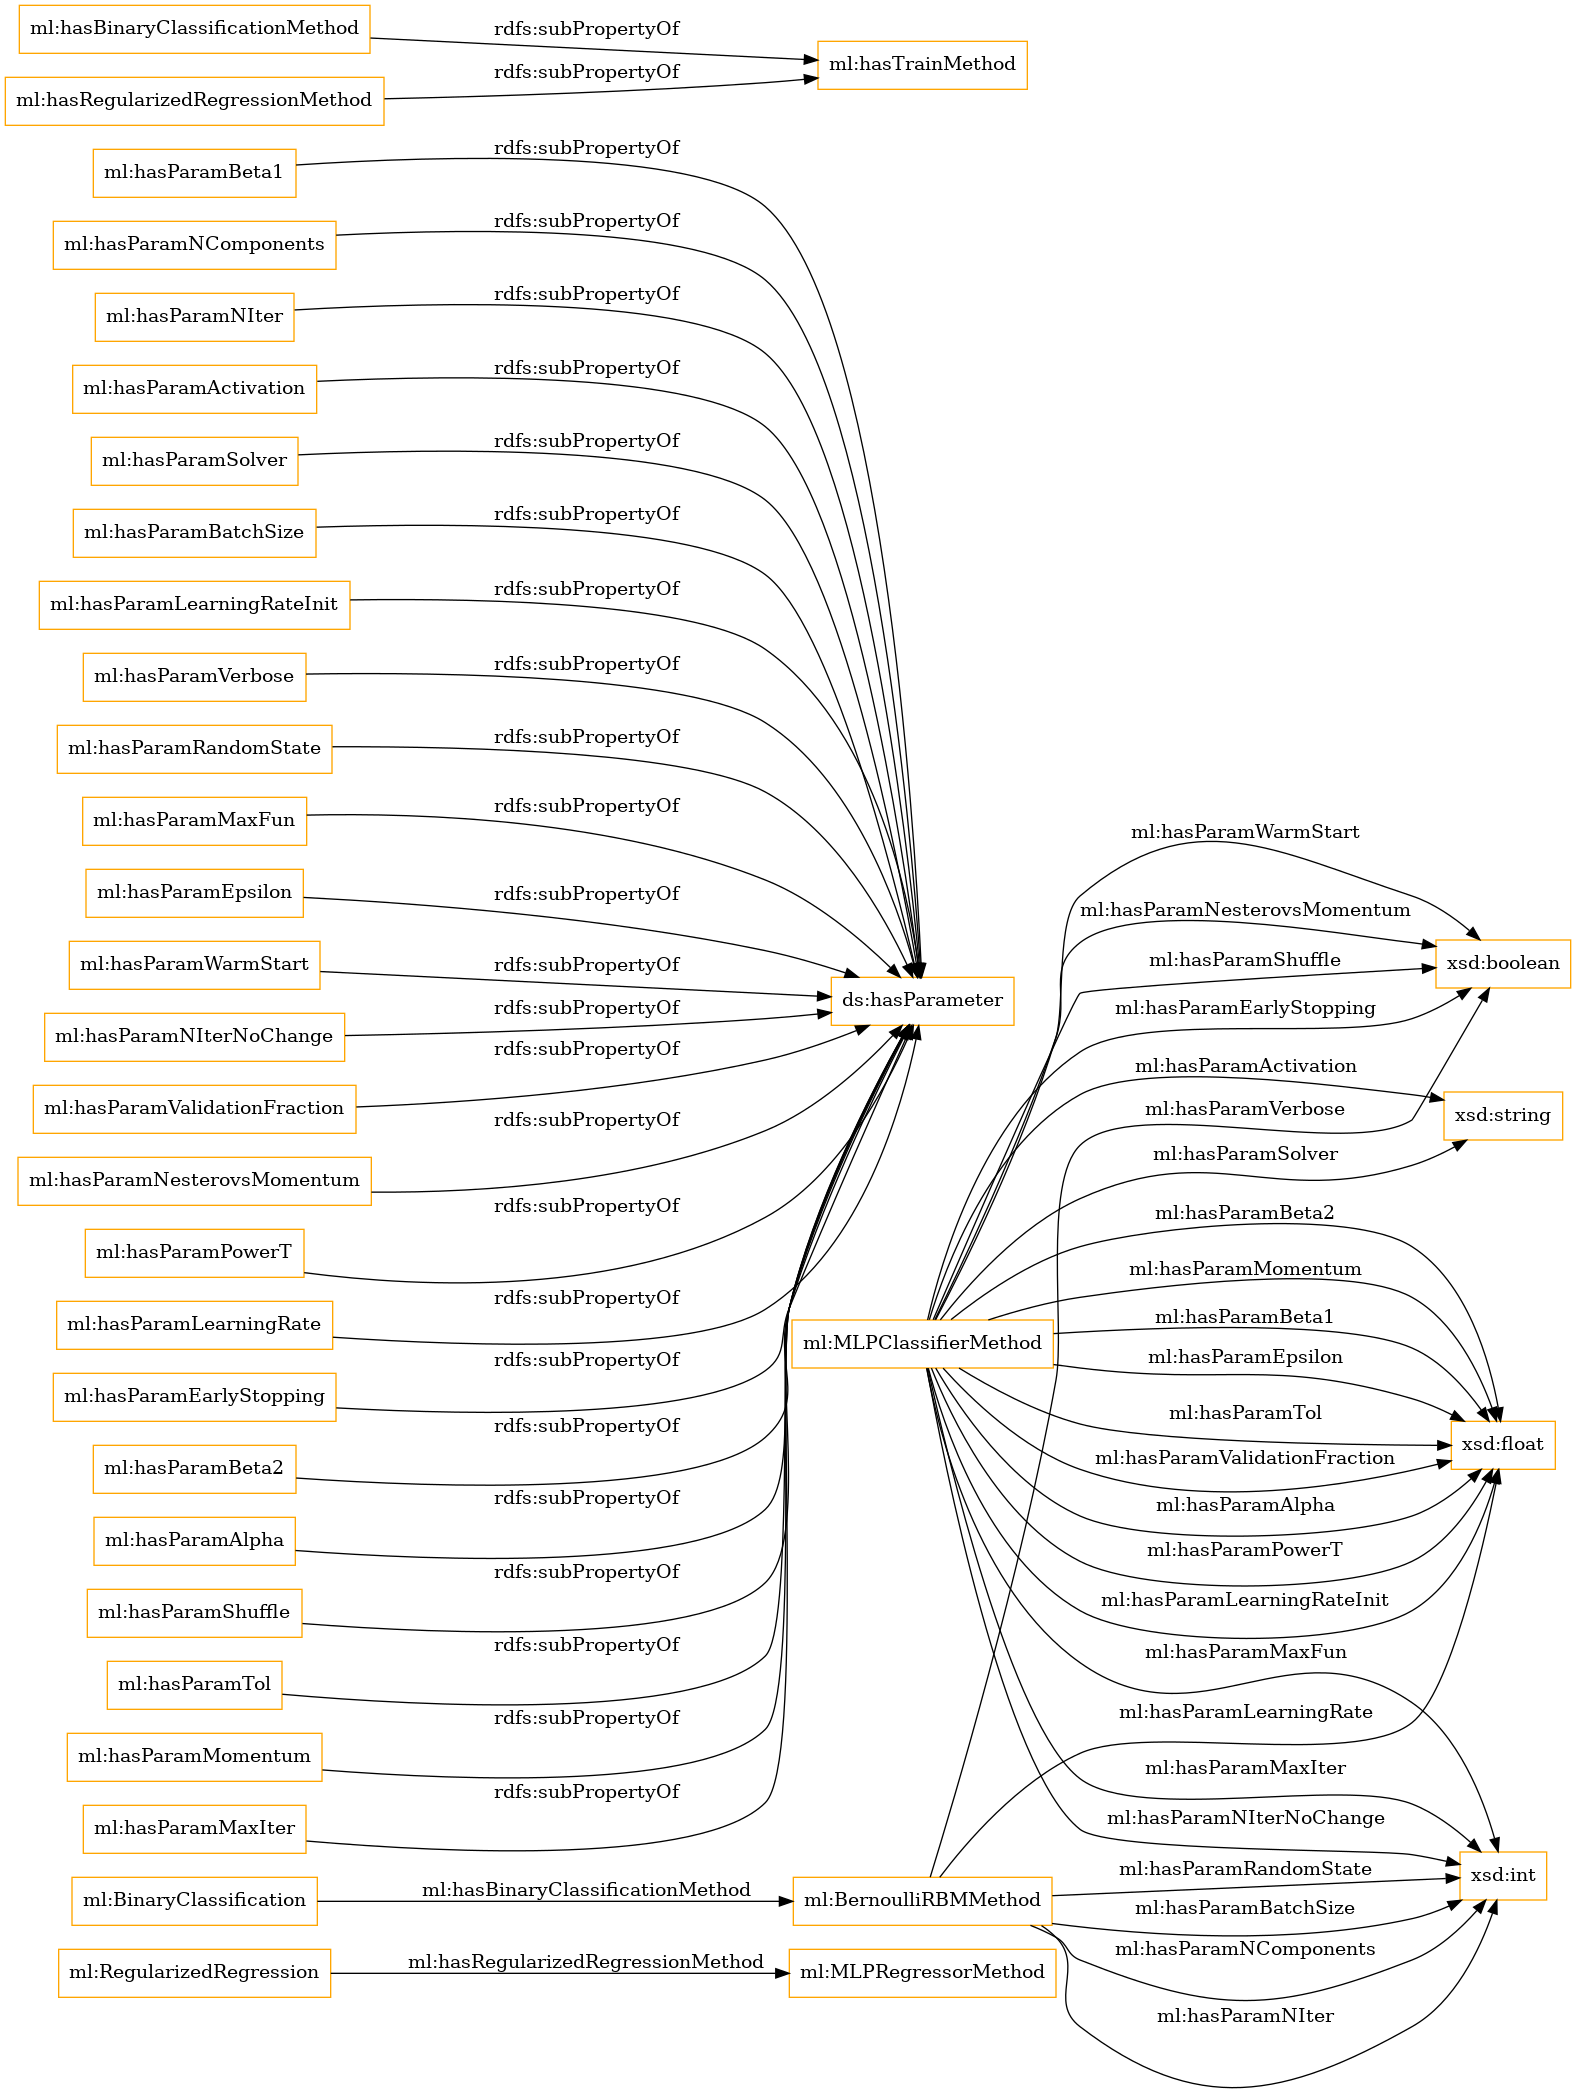 ml:hasBinaryClassificationMethod
rdfs:subPropertyOf
ml:hasTrainMethod
ml:hasRegularizedRegressionMethod
rdfs:subPropertyOf
ml:hasParamBeta1
rdfs:subPropertyOf
ml:hasParamNComponents
rdfs:subPropertyOf
ml:hasParamNIter
rdfs:subPropertyOf
ml:hasParamActivation
rdfs:subPropertyOf
ml:hasParamSolver
rdfs:subPropertyOf
ml:hasParamBatchSize
rdfs:subPropertyOf
ml:hasParamLearningRateInit
rdfs:subPropertyOf
ml:hasParamVerbose
rdfs:subPropertyOf
ml:hasParamRandomState
rdfs:subPropertyOf
ml:hasParamMaxFun
rdfs:subPropertyOf
ml:hasParamEpsilon
rdfs:subPropertyOf
ml:hasParamWarmStart
rdfs:subPropertyOf
ml:hasParamNIterNoChange
rdfs:subPropertyOf
ml:hasParamValidationFraction
rdfs:subPropertyOf
ml:hasParamNesterovsMomentum
rdfs:subPropertyOf
ml:hasParamPowerT
rdfs:subPropertyOf
ml:hasParamLearningRate
rdfs:subPropertyOf
ml:hasParamEarlyStopping
rdfs:subPropertyOf
ml:hasParamBeta2
rdfs:subPropertyOf
ml:hasParamAlpha
rdfs:subPropertyOf
ml:hasParamShuffle
rdfs:subPropertyOf
ml:hasParamTol
rdfs:subPropertyOf
ml:hasParamMomentum
rdfs:subPropertyOf
ml:hasParamMaxIter
rdfs:subPropertyOf
ds:hasParameter
ml:BinaryClassification
ml:hasBinaryClassificationMethod
ml:BernoulliRBMMethod
ml:RegularizedRegression
ml:hasRegularizedRegressionMethod
ml:MLPRegressorMethod
ml:MLPClassifierMethod
ml:hasParamWarmStart
ml:hasParamNesterovsMomentum
ml:hasParamShuffle
ml:hasParamEarlyStopping
xsd:boolean
ml:hasParamActivation
ml:hasParamVerbose
xsd:string
ml:hasParamSolver
ml:hasParamBeta2
ml:hasParamMomentum
ml:hasParamBeta1
ml:hasParamEpsilon
ml:hasParamTol
xsd:float
ml:hasParamValidationFraction
ml:hasParamAlpha
ml:hasParamPowerT
ml:hasParamLearningRateInit
ml:hasParamMaxFun
ml:hasParamLearningRate
ml:hasParamMaxIter
ml:hasParamNIterNoChange
ml:hasParamRandomState
xsd:int
ml:hasParamBatchSize
ml:hasParamNComponents
ml:hasParamNIter